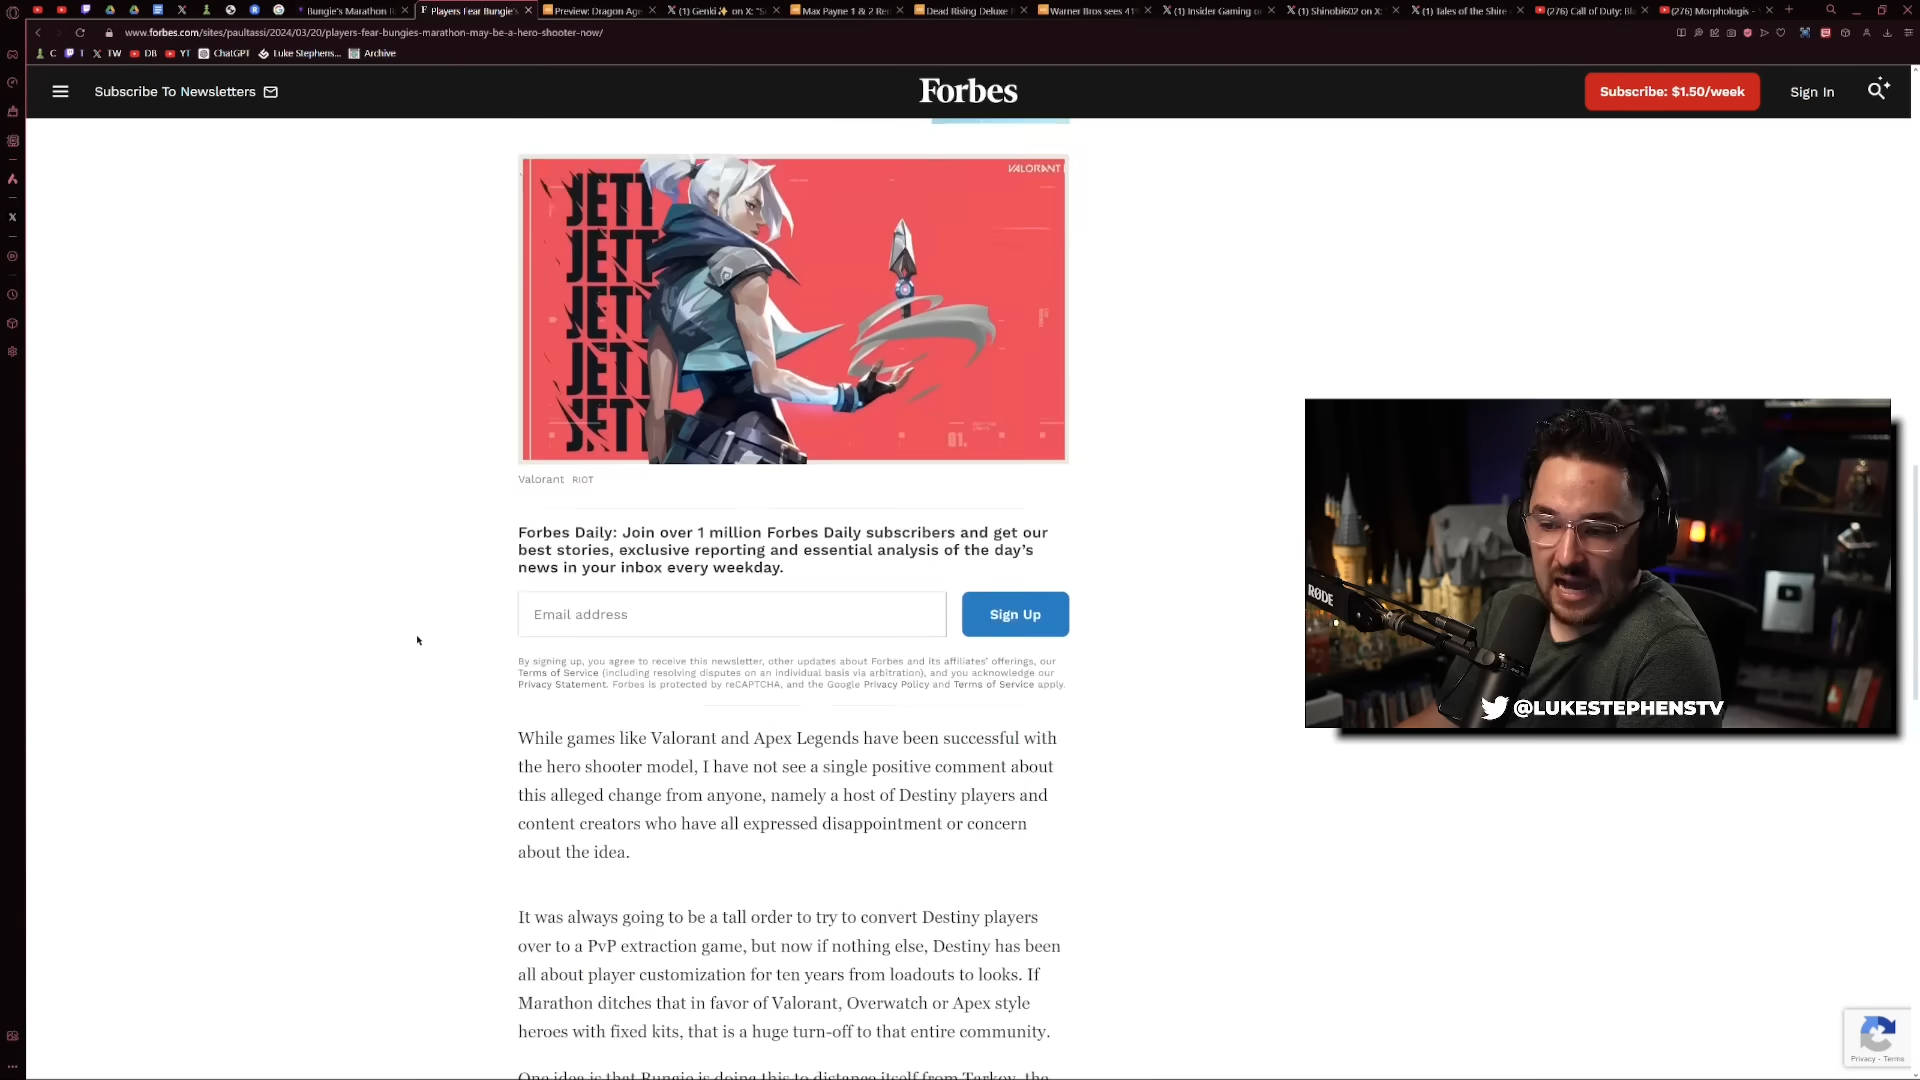 Bungie's Marathon
Players Fear Bungie's
Preview: Dragon Age
(1) Genki✨ on X: "S
Max Payne 1 & 2 Re
Dead Rising Deluxe
Warner Bros sees 41
(1) Insider Gaming o
(1) Shinobi602 on X:
(1) Tales of the Shire
(276) Call of Duty: Bl
(276) Morphologis -
www.forbes.com/sites/paultassi/2024/03/20/players-fear-bungies-marathon-may-be-a-hero-shooter-now/
C
T
TW
DB
YT
ChatGPT
Luke Stephens...
Archive
Subscribe To Newsletters
Forbes
Subscribe: $1.50/week
Sign In
VALORANT
JETT
JETT
JETT
JETT
JETT
01.
Valorant RIOT
Forbes Daily: Join over 1 million Forbes Daily subscribers and get our
best stories, exclusive reporting and essential analysis of the day's
news in your inbox every weekday.
Email address
Sign Up
By signing up, you agree to receive this newsletter, other updates about Forbes and its affiliates' offerings, our
Terms of Service (including resolving disputes on an individual basis via arbitration), and you acknowledge our
Privacy Statement. Forbes is protected by reCAPTCHA, and the Google Privacy Policy and Terms of Service apply.
RØDE
@LUKESTEPHENSTV
While games like Valorant and Apex Legends have been successful with
the hero shooter model, I have not see a single positive comment about
this alleged change from anyone, namely a host of Destiny players and
content creators who have all expressed disappointment or concern
about the idea.
It was always going to be a tall order to try to convert Destiny players
over to a PvP extraction game, but now if nothing else, Destiny has been
all about player customization for ten years from loadouts to looks. If
Marathon ditches that in favor of Valorant, Overwatch or Apex style
heroes with fixed kits, that is a huge turn-off to that entire community.
One idea is that Bungie is doing this to distance itself from Tarkov, the
Privacy - Terms